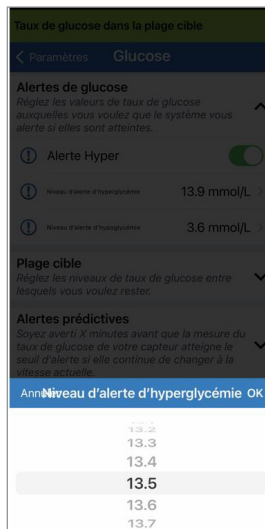 Taux de glucose dans la plage cible
Paramètres Glucose
Alertes de glucose
Réglez les valeurs de taux de glucose
auxquelles vous voulez que le système vous
alerte si elles sont atteintes.
Alerte Hyper
Niveau d'alerte d'hyperglycémie 13.9 mmol/L
Niveau d'alerte d'hypoglycémie 3.6 mmol/L
Plage cible
Réglez les niveaux de taux de glucose entre
lesquels vous voulez rester.
Alertes prédictives
Soyez averti X minutes avant que la mesure du
taux de glucose de votre capteur atteigne le
seuil d'alerte si elle continue de changer à la
vitesse actuelle.
Niveau d'alerte d'hyperglycémie OK
13.2
13.3
13.4
13.5
13.6
13.7